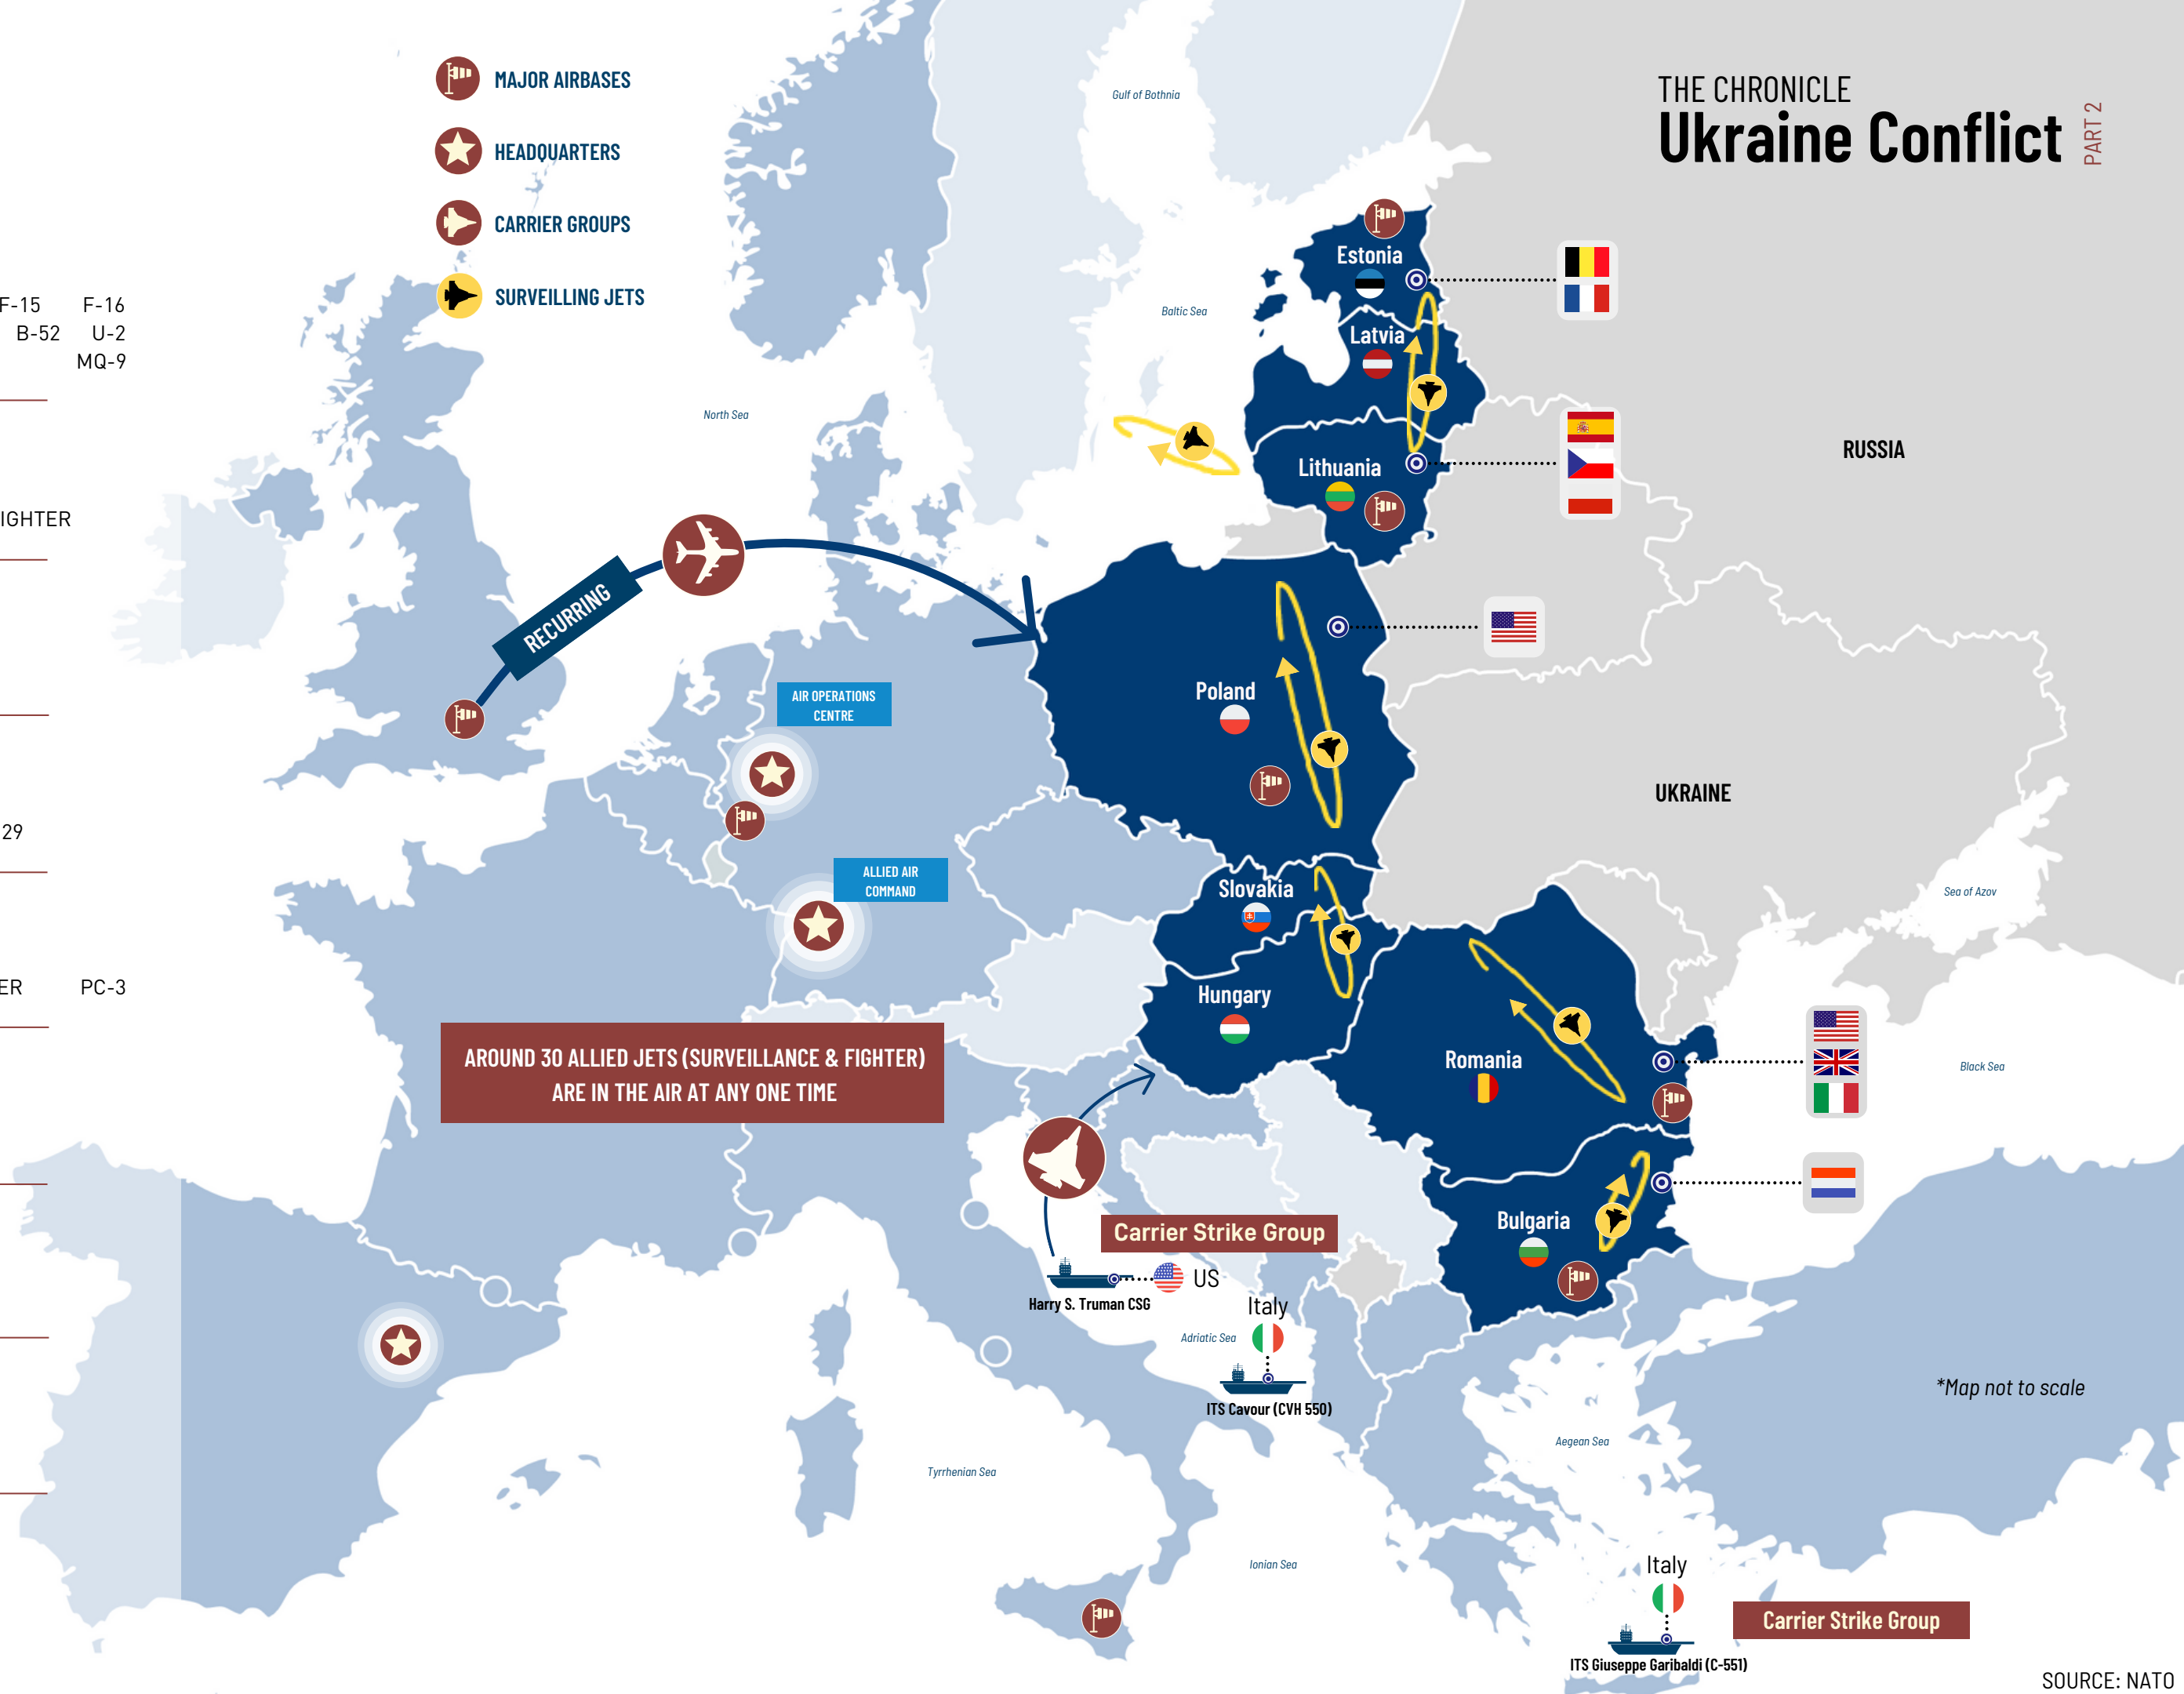 MAJOR AIRBASES
HEADQUARTERS
CARRIER GROUPS
SURVEILLING JETS
THE CHRONICLE
Ukraine Conflict
PART 2
F-15 F-16
B-52 U-2
MQ-9
IGHTER
29
ER PC-3
Gulf of Bothnia
Baltic Sea
North Sea
Estonia
Latvia
Lithuania
RUSSIA
RECURRING
AIR OPERATIONS
CENTRE
Poland
UKRAINE
ALLIED AIR
COMMAND
Slovakia
Sea of Azov
Hungary
AROUND 30 ALLIED JETS (SURVEILLANCE & FIGHTER)
ARE IN THE AIR AT ANY ONE TIME
Romania
Black Sea
Bulgaria
Carrier Strike Group
US
Harry S. Truman CSG
Italy
Adriatic Sea
ITS Cavour (CVH 550)
*Map not to scale
Aegean Sea
Tyrrhenian Sea
Ionian Sea
Italy
Carrier Strike Group
ITS Giuseppe Garibaldi (C-551)
SOURCE: NATO